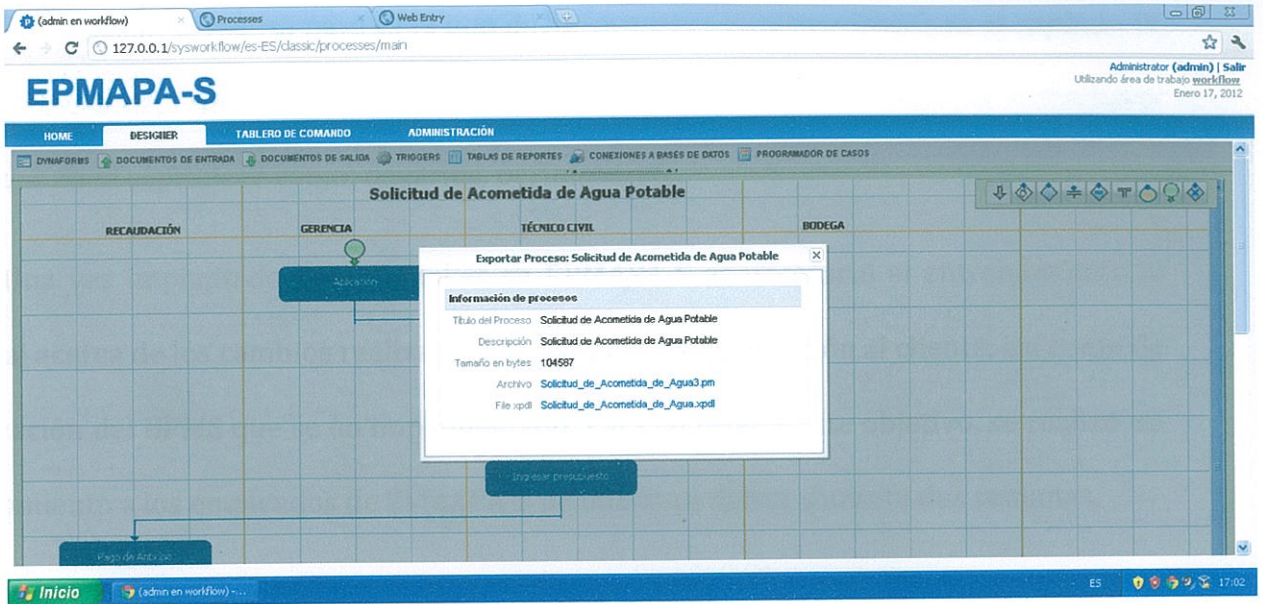 (admin en workflow)
Processes
Web Entry
127.0.0.1/sysworkflow/es-ES/classic/processes/main
Administrator (admin) | Salir
Utilizando área de trabajo workflow
Enero 17, 2012
EPMAPA-S
HOME
DESIGNER
TABLERO DE COMANDO
ADMINISTRACIÓN
DYNAFORMS
DOCUMENTOS DE ENTRADA
DOCUMENTOS DE SALIDA
TRIGGERS
TABLAS DE REPORTES
CONEXIONES A BASES DE DATOS
PROGRAMADOR DE CASOS
Solicitud de Acometida de Agua Potable
RECAUDACIÓN
GERENCIA
TÉCNICO CIVIL
BODEGA
Aplication
Exportar Proceso: Solicitud de Acometida de Agua Potable
Información de procesos
Título del Proceso Solicitud de Acometida de Agua Potable
Descripción Solicitud de Acometida de Agua Potable
Tamaño en bytes 104587
Archivo Solicitud_de_Acometida_de_Agua3.pm
File xpdl Solicitud_de_Acometida_de_Agua.xpdl
Ingresar presupuesto
Pago de Anticipo
Inicio
(admin en workflow) -...
ES
17:02